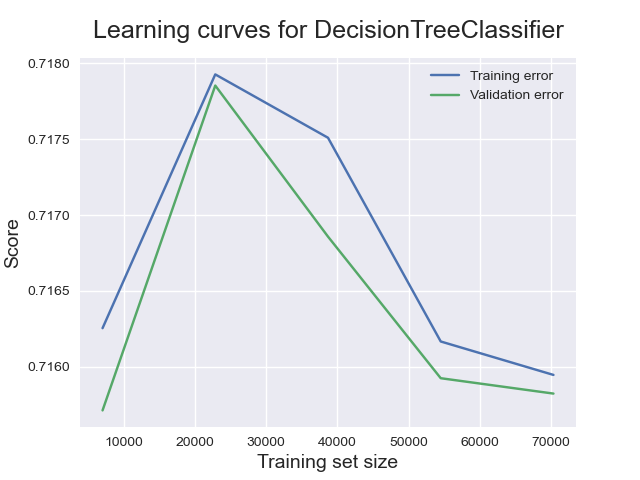 Learning curves for DecisionTreeClassifier
Training error
Validation error
Score
0.7180
0.7175
0.7170
0.7165
0.7160
10000 20000 30000 40000 50000 60000 70000
Training set size